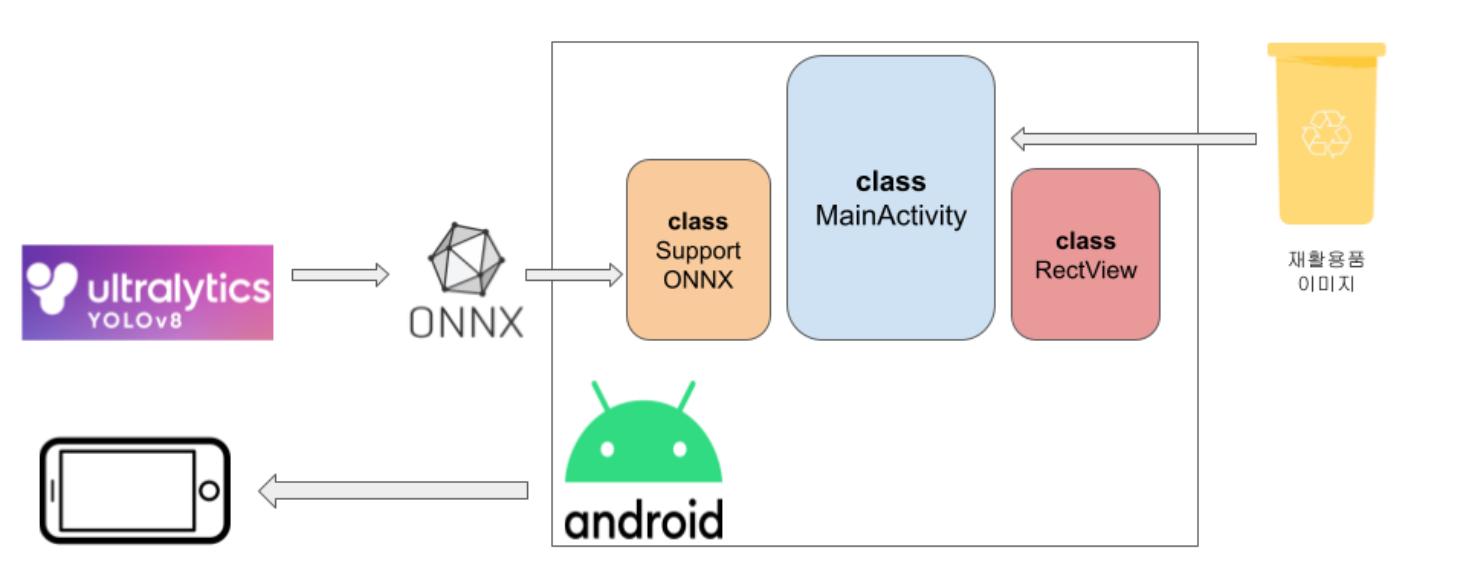 class
MainActivity
class
Support
ONNX
class
RectView
ultralytics
YOLOv8
ONNX
재활용품
이미지
android